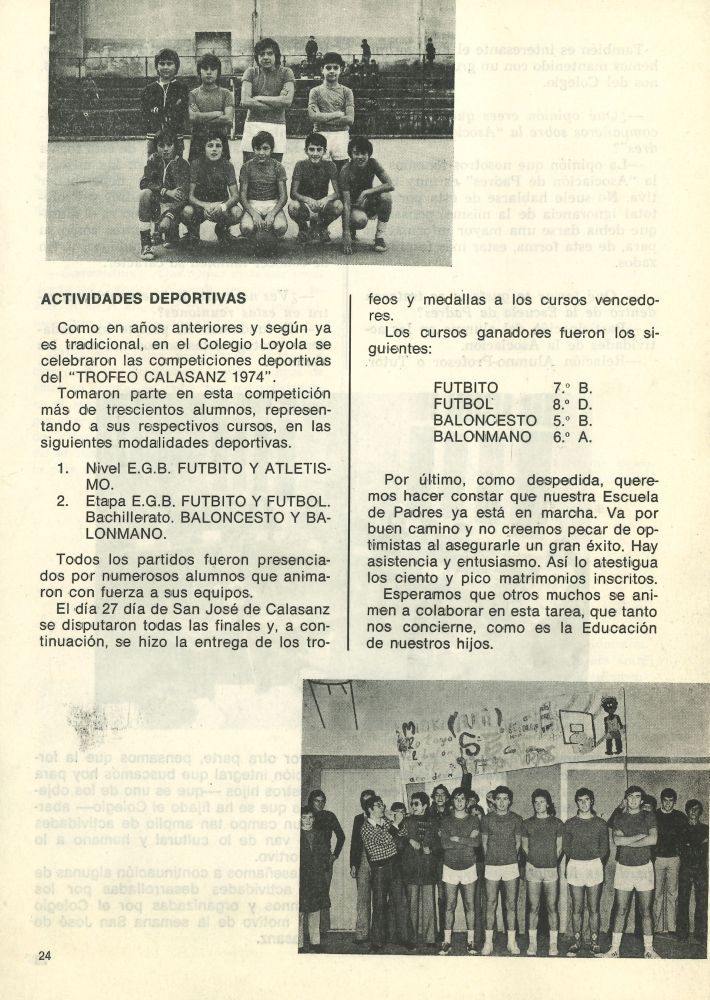 ACTIVIDADES DEPORTIVAS
Como en años anteriores y según ya
es tradicional, en el Colegio Loyola se
celebraron las competiciones deportivas
del "TROFEO CALASANZ 1974".
Tomaron parte en esta competición
más de trescientos alumnos, represen-
tando a sus respectivos cursos, en las
siguientes modalidades deportivas.
1. Nivel E.G.B. FUTBITO Y ATLETIS-
MO.
2. Etapa E.G.B. FUTBITO Y FUTBOL.
Bachillerato. BALONCESTO Y BA-
LONMANO.
Todos los partidos fueron presencia-
dos por numerosos alumnos que anima-
ron con fuerza a sus equipos.
El día 27 día de San José de Calasanz
se disputaron todas las finales y, a con-
tinuación, se hizo la entrega de los tro-
feos y medallas a los cursos vencedo-
res.
Los cursos ganadores fueron los si-
guientes:
FUTBITO 7.º B.
FUTBOL 8.º D.
BALONCESTO 5.º B.
BALONMANO 6.º A.
Por último, como despedida, quere-
mos hacer constar que nuestra Escuela
de Padres ya está en marcha. Va por
buen camino y no creemos pecar de op-
timistas al asegurarle un gran éxito. Hay
asistencia y entusiasmo. Así lo atestigua
los ciento y pico matrimonios inscritos.
Esperamos que otros muchos se ani-
men a colaborar en esta tarea, que tanto
nos concierne, como es la Educación
de nuestros hijos.
24